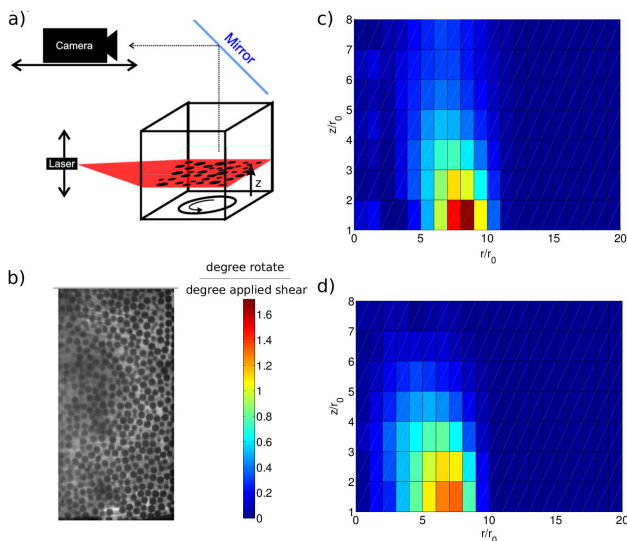 a)
Camera
Mirror
Laser
z
b)
degree rotate
degree applied shear
1.6
1.4
1.2
1
0.8
0.6
0.4
0.2
0
c)
8
7
6
5
4
3
2
1
z/r0
0 5 10 15 20
r/r0
d)
8
7
6
5
4
3
2
1
z/r0
0 5 10 15 20
r/r0